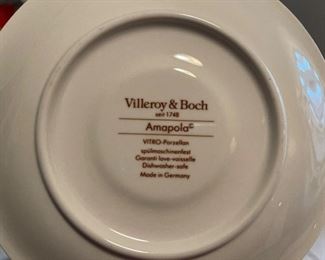 Villeroy & Boch
seit 1748
Amapola©
VITRO-Porzellan
spülmaschinenfest
Garanti lave-vaisselle
Dishwasher-safe
Made in Germany